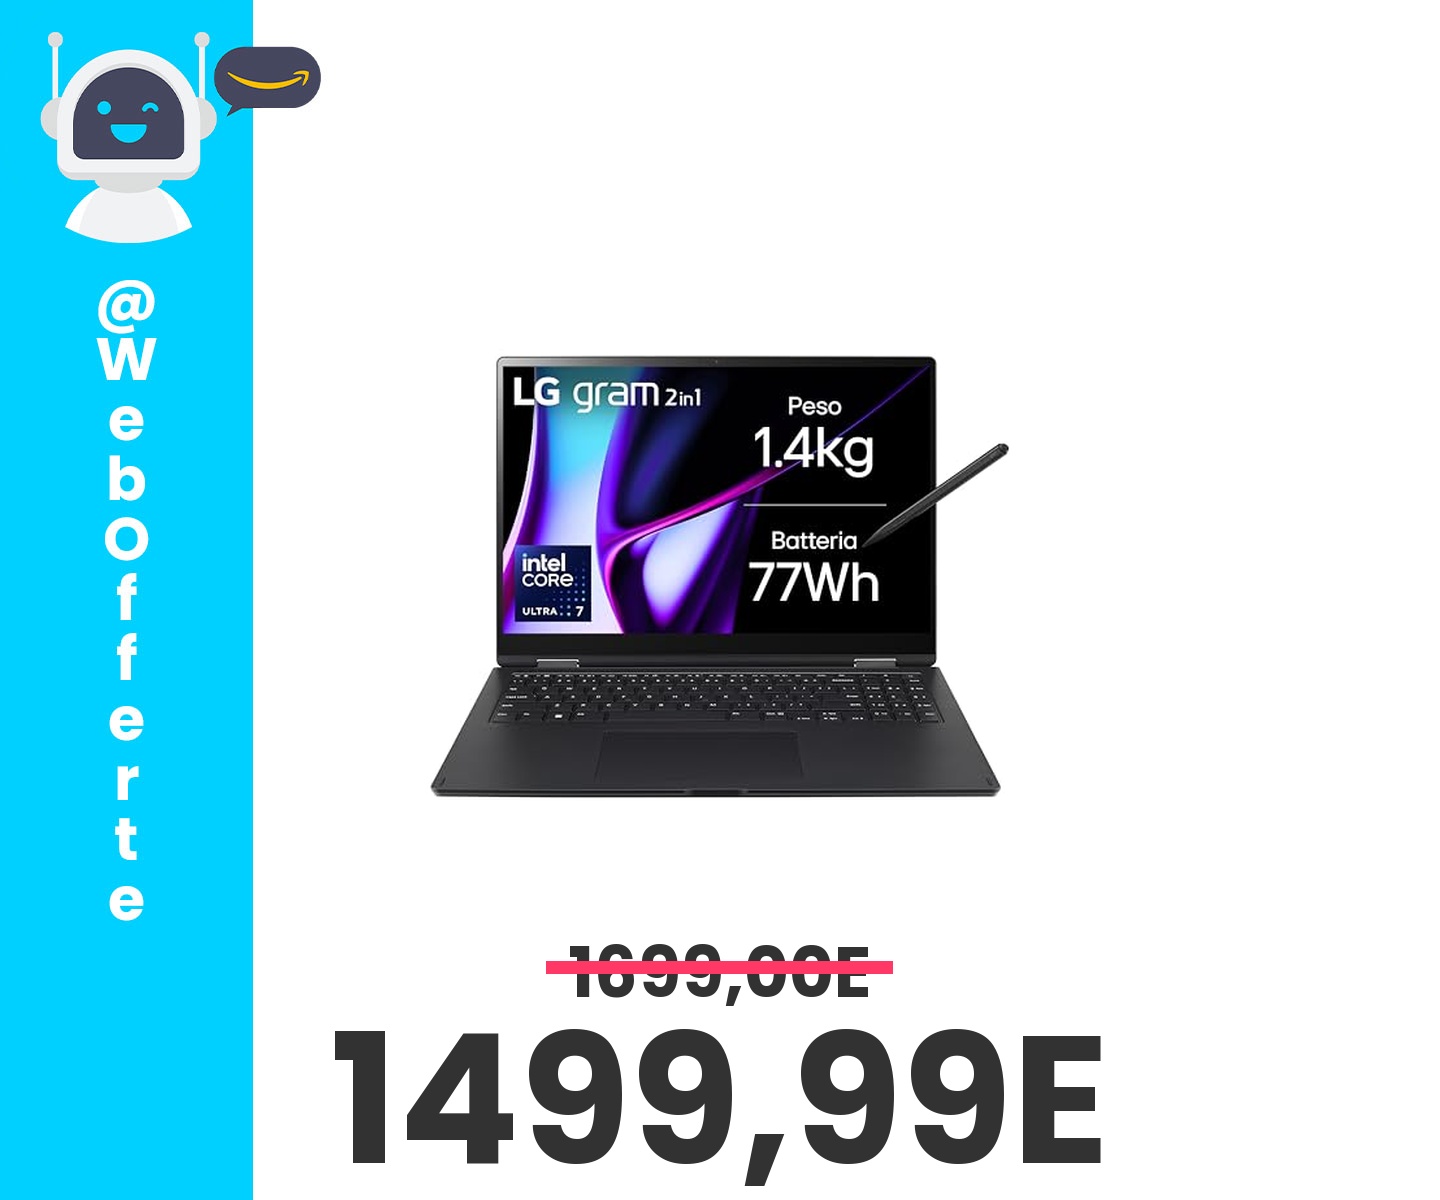 @WebOfferte
LG gram 2in1
Peso
1.4kg
Batteria
77Wh
intel
CORE
ULTRA 7
1699,00E
1499,99E